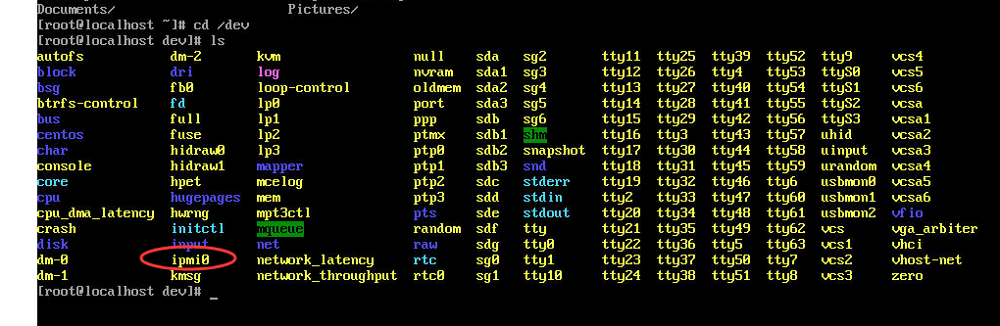 Documents/ Pictures/
[root@localhost ~]# cd /dev
[root@localhost dev]# ls
autofs dm-2 kvm null sda sg2 tty11 tty25 tty39 tty52 tty9 vcs4
block dri log nvram sda1 sg3 tty12 tty26 tty4 tty53 ttyS0 vcs5
bsg fb0 loop-control oldmem sda2 sg4 tty13 tty27 tty40 tty54 ttyS1 vcs6
btrfs-control fd lp0 port sda3 sg5 tty14 tty28 tty41 tty55 ttyS2 vcsa
bus full lp1 ppp sdb sg6 tty15 tty29 tty42 tty56 ttyS3 vcsa1
centos fuse lp2 ptmx sdb1 shm tty16 tty3 tty43 tty57 uhid vcsa2
char hidraw0 lp3 ptp0 sdb2 snapshot tty17 tty30 tty44 tty58 uinput vcsa3
console hidraw1 mapper ptp1 sdb3 snd tty18 tty31 tty45 tty59 urandom vcsa4
core hpet mcelog ptp2 sdc stderr tty19 tty32 tty46 tty6 usbmon0 vcsa5
cpu hugepages mem ptp3 sdd stdin tty2 tty33 tty47 tty60 usbmon1 vcsa6
cpu_dma_latency hwrng mpt3ctl pts sde stdout tty20 tty34 tty48 tty61 usbmon2 vfio
crash initctl mqueue random sdf tty tty21 tty35 tty49 tty62 vcs vga_arbiter
disk input net raw sdg tty0 tty22 tty36 tty5 tty63 vcs1 vhci
dm-0 ipmi0 network_latency rtc sg0 tty1 tty23 tty37 tty50 tty7 vcs2 vhost-net
dm-1 kmsg network_throughput rtc0 sg1 tty10 tty24 tty38 tty51 tty8 vcs3 zero
[root@localhost dev]# _